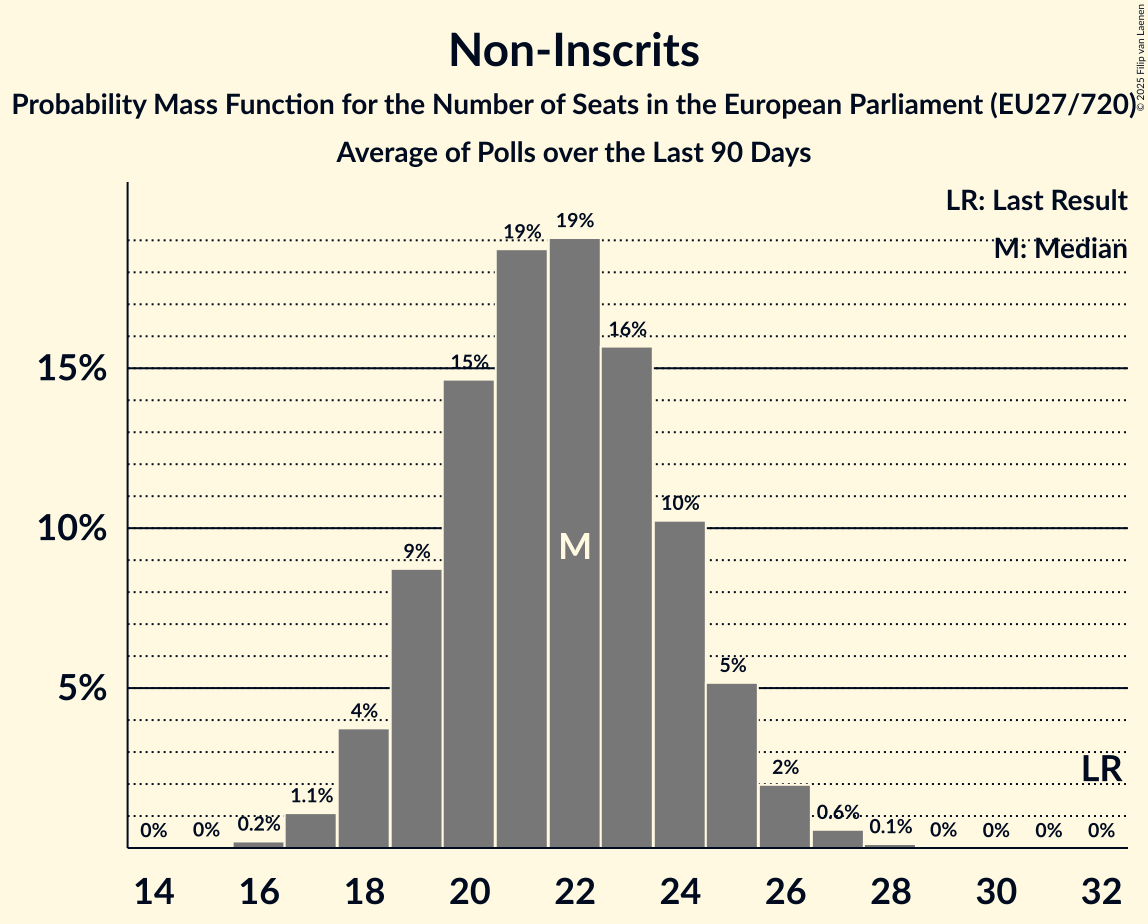 Non-Inscrits
Probability Mass Function for the Number of Seats in the European Parliament (EU27/720)
Average of Polls over the Last 90 Days
© 2025 Filip van Laenen
LR: Last Result
M: Median
15%
10%
5%
0%
0%
0.2%
1.1%
4%
9%
15%
19%
19%
16%
10%
5%
2%
0.6%
0.1%
0%
0%
0%
0%
M
LR
14 16 18 20 22 24 26 28 30 32